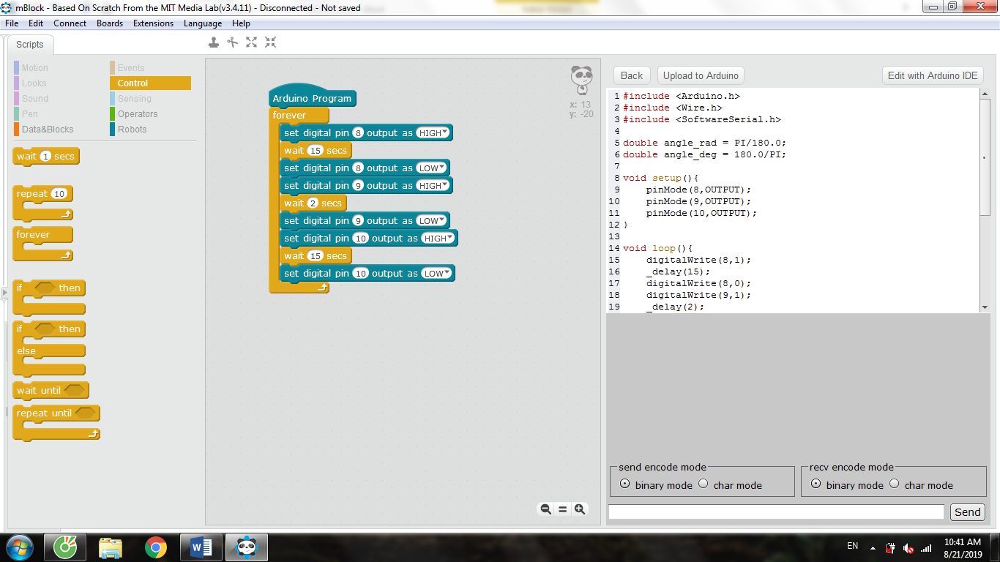 mBlock - Based On Scratch From the MIT Media Lab(v3.4.11) - Disconnected - Not saved
File Edit Connect Boards Extensions Language Help
Scripts
Motion Events
Looks Control
Sound Sensing
Pen Operators
Data&Blocks Robots
wait 1 secs
repeat 10
forever
if then
if then
else
wait until
repeat until
Arduino Program
forever
set digital pin 8 output as HIGH
wait 15 secs
set digital pin 8 output as LOW
set digital pin 9 output as HIGH
wait 2 secs
set digital pin 9 output as LOW
set digital pin 10 output as HIGH
wait 15 secs
set digital pin 10 output as LOW
x: 13
y: -20
Back Upload to Arduino Edit with Arduino IDE
1 #include <Arduino.h>
2 #include <Wire.h>
3 #include <SoftwareSerial.h>
4
5 double angle_rad = PI/180.0;
6 double angle_deg = 180.0/PI;
7
8 void setup(){
9 pinMode(8,OUTPUT);
10 pinMode(9,OUTPUT);
11 pinMode(10,OUTPUT);
12 }
13
14 void loop(){
15 digitalWrite(8,1);
16 _delay(15);
17 digitalWrite(8,0);
18 digitalWrite(9,1);
19 _delay(2);
send encode mode
binary mode char mode
recv encode mode
binary mode char mode
Send
EN
10:41 AM
8/21/2019